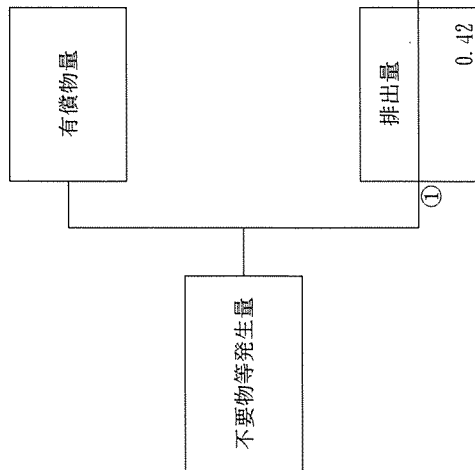 不要物等発生量
有償物量
①
排出量
0.42